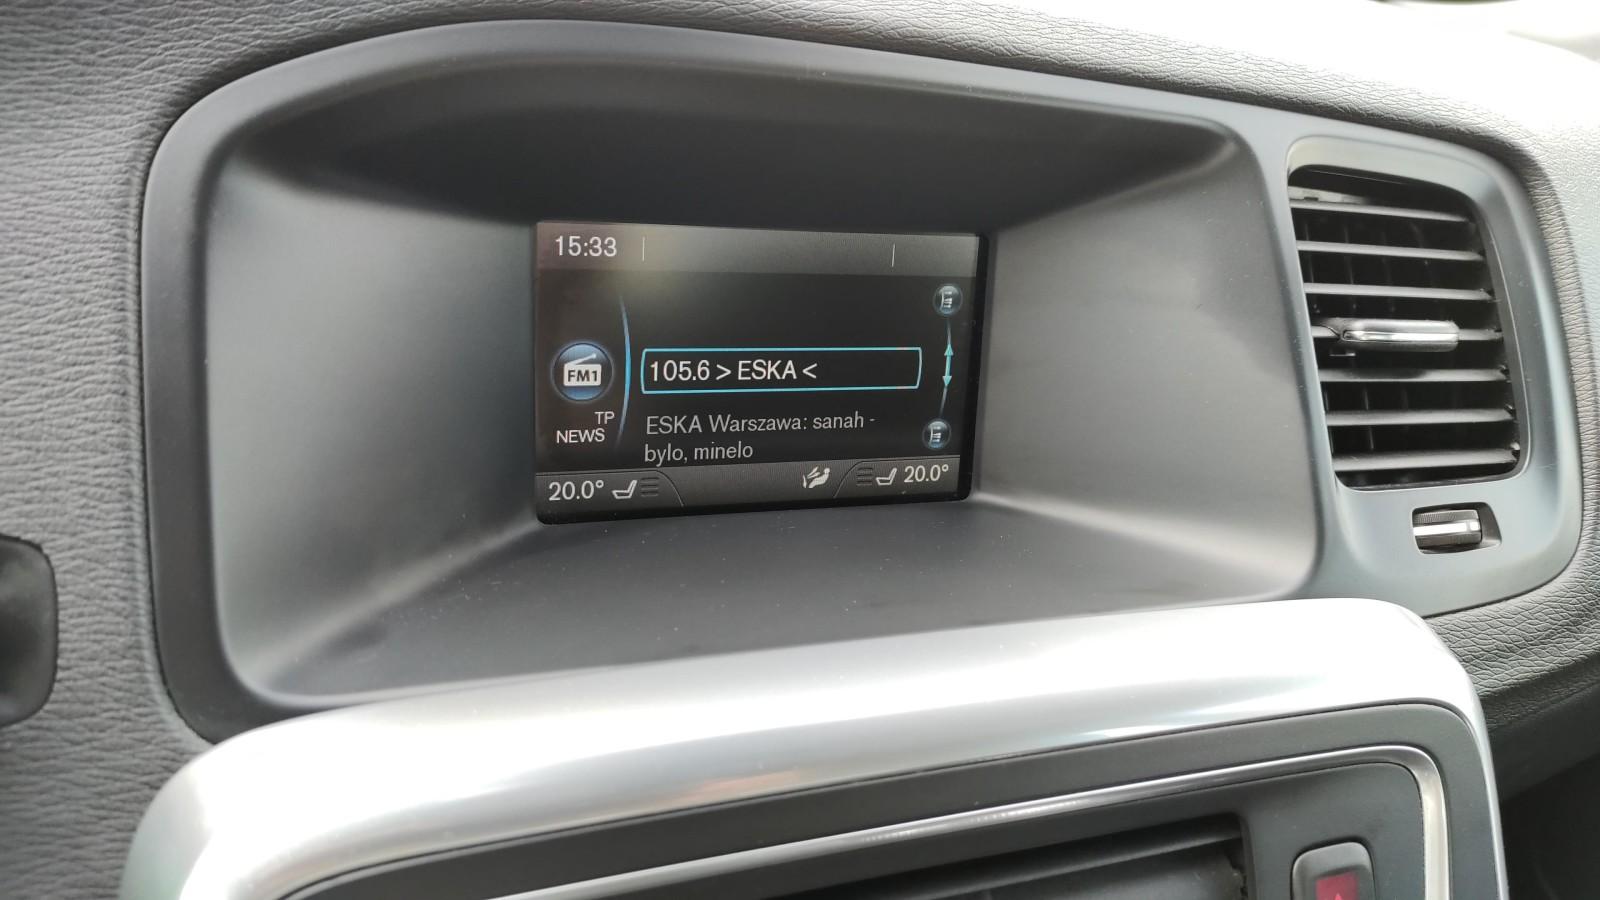 15:33
105.6 > ESKA <
FM1
TP
NEWS
ESKA Warszawa: sanah -
bylo, minelo
20.0°
20.0°